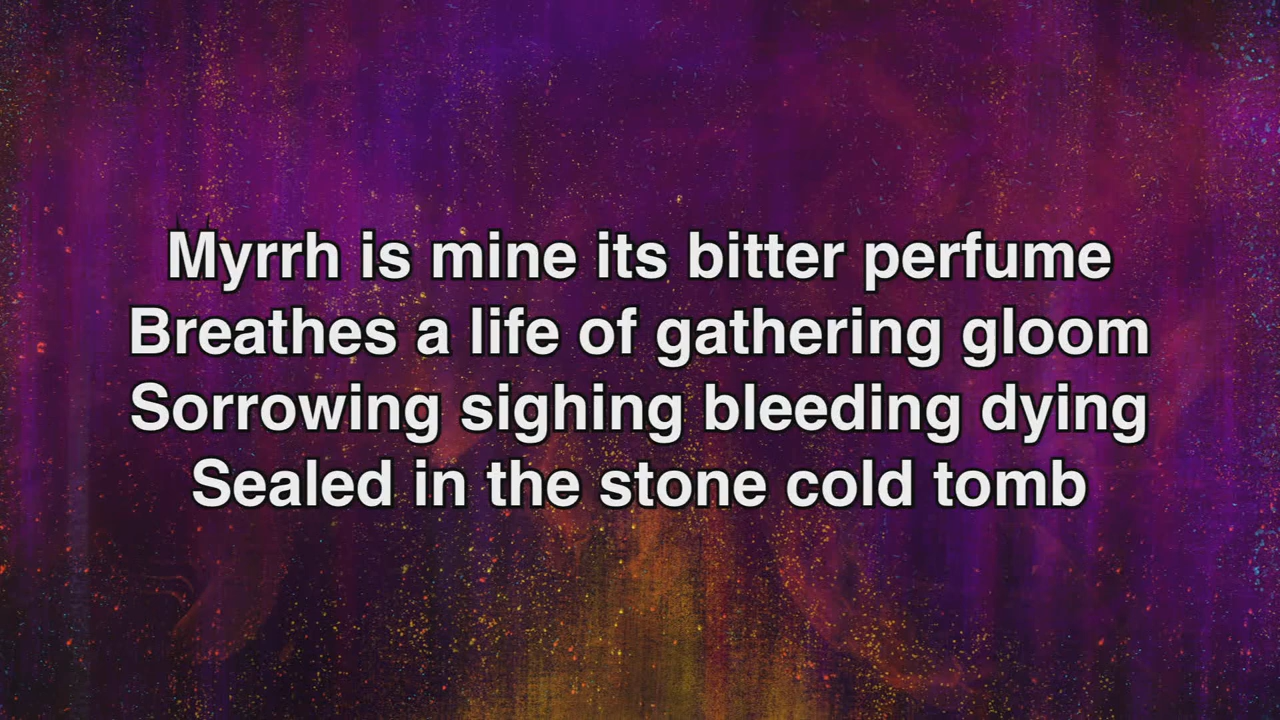 Myrrh is mine its bitter perfume
Breathes a life of gathering gloom
Sorrowing sighing bleeding dying
Sealed in the stone cold tomb